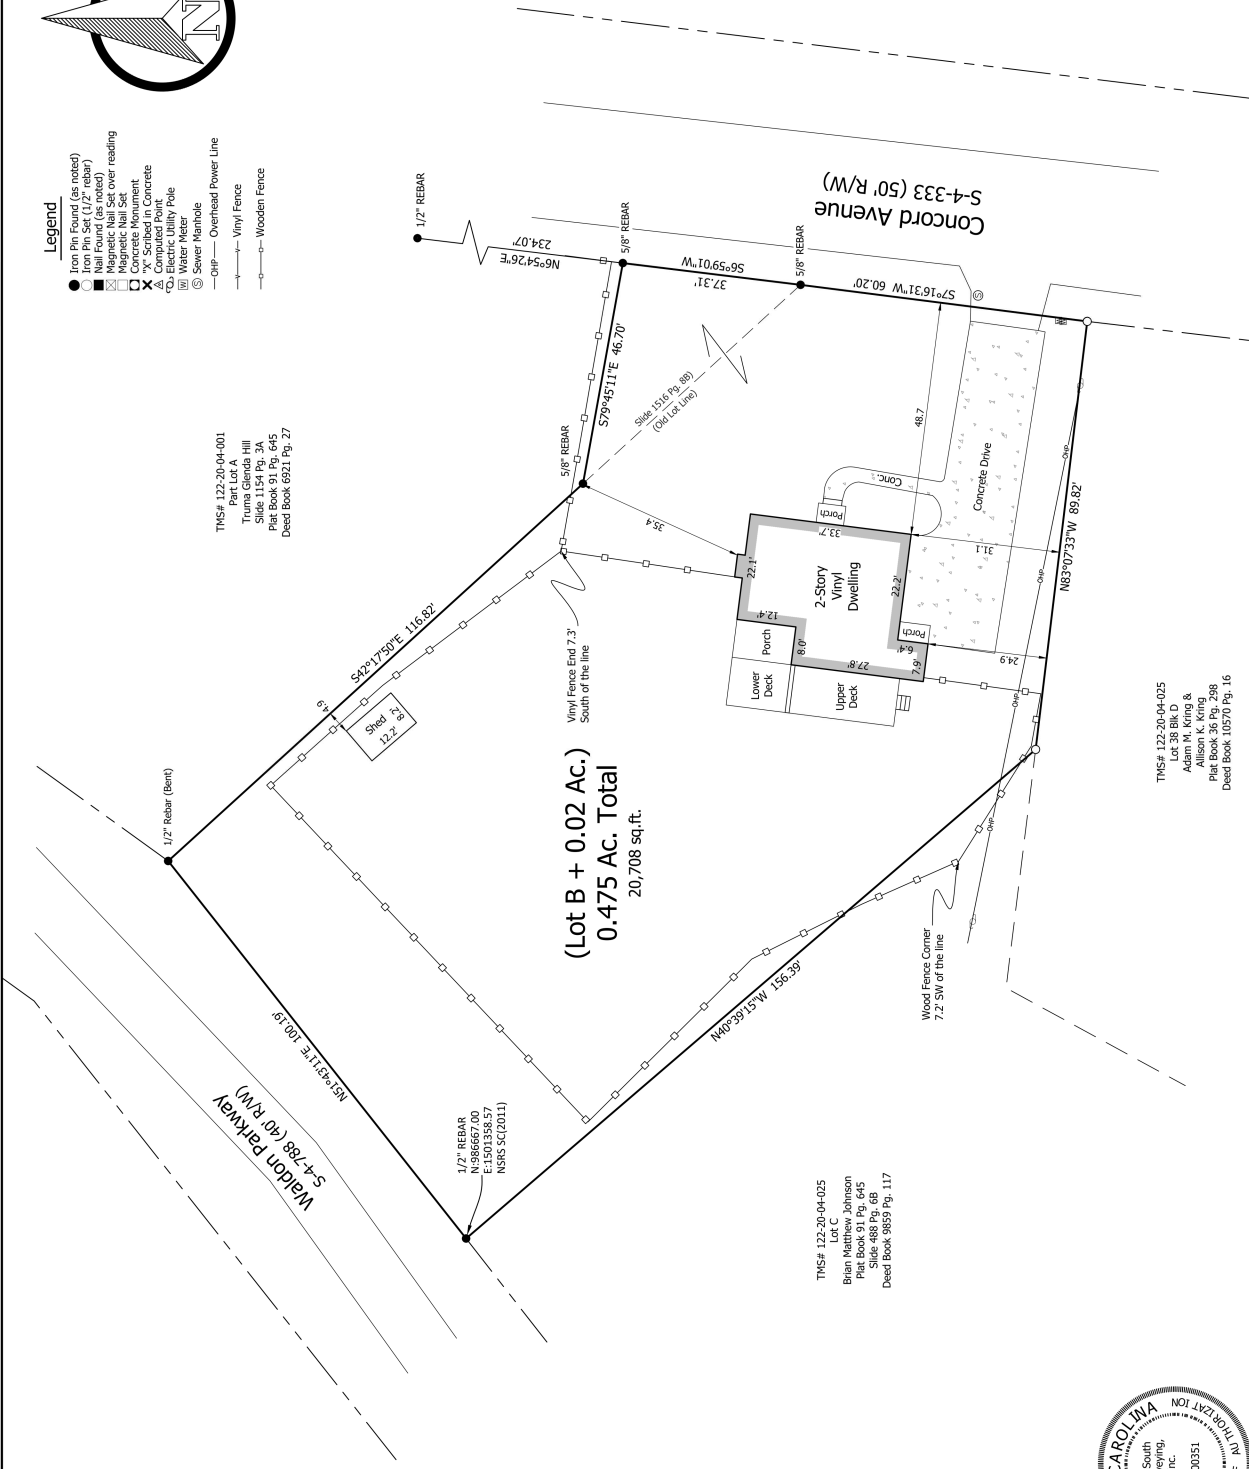 N
Legend
Iron Pin Found (as noted)
Iron Pin Set (1/2" rebar)
Nail Found (as noted)
Magnetic Nail Set over reading
Magnetic Nail Set
Concrete Monument
"X" Scribed in Concrete
Computed Point
Electric Utility Pole
W Water Meter
S Sewer Manhole
OHP Overhead Power Line
V V Vinyl Fence
Wooden Fence
TMS# 122-20-04-001
Part Lot A
Truma Glenda Hill
Slide 1154 Pg. 3A
Plat Book 91 Pg. 645
Deed Book 6921 Pg. 27
1/2" REBAR
N6°54'26"E
234.07'
5/8" REBAR
S6°59'01"W
37.31'
5/8" REBAR
S7°16'31"W 60.20'
Concord Avenue
S-4-333 (50' R/W)
S
W
S79°45'11"E 46.70'
5/8" REBAR
Slide 1516 Pg. 8B)
(Old Lot Line)
S42°17'50"E 116.82'
1/2" Rebar (Bent)
4.9
Shed
8.2'
12.2'
Vinyl Fence End 7.3'
South of the line
35.4
48.7
Conc.
Concrete Drive
Porch
33.7'
22.1'
2-Story
Vinyl
Dwelling
22.2'
12.4'
8.0'
27.8'
6.4'
7.9'
Porch
Porch
Lower
Deck
Upper
Deck
31.1
24.9
OHP
OHP
OHP
OHP
N83°07'33"W 89.82'
(Lot B + 0.02 Ac.)
0.475 Ac. Total
20,708 sq.ft.
N51°43'11"E 100.19'
Waldon Parkway
S-4-788 (40' R/W)
1/2" REBAR
N:986667.00
E:1501358.57
NSRS SC(2011)
N40°39'15"W 156.39'
Wood Fence Corner
7.2' SW of the line
TMS# 122-20-04-025
Lot 38 Blk D
Adam M. Kring &
Allison K. Kring
Plat Book 36 Pg. 298
Deed Book 10570 Pg. 16
TMS# 122-20-04-025
Lot C
Brian Matthew Johnson
Plat Book 91 Pg. 645
Slide 488 Pg. 6B
Deed Book 9859 Pg. 117
CAROLINA
AUTHORIZATION
South
00351